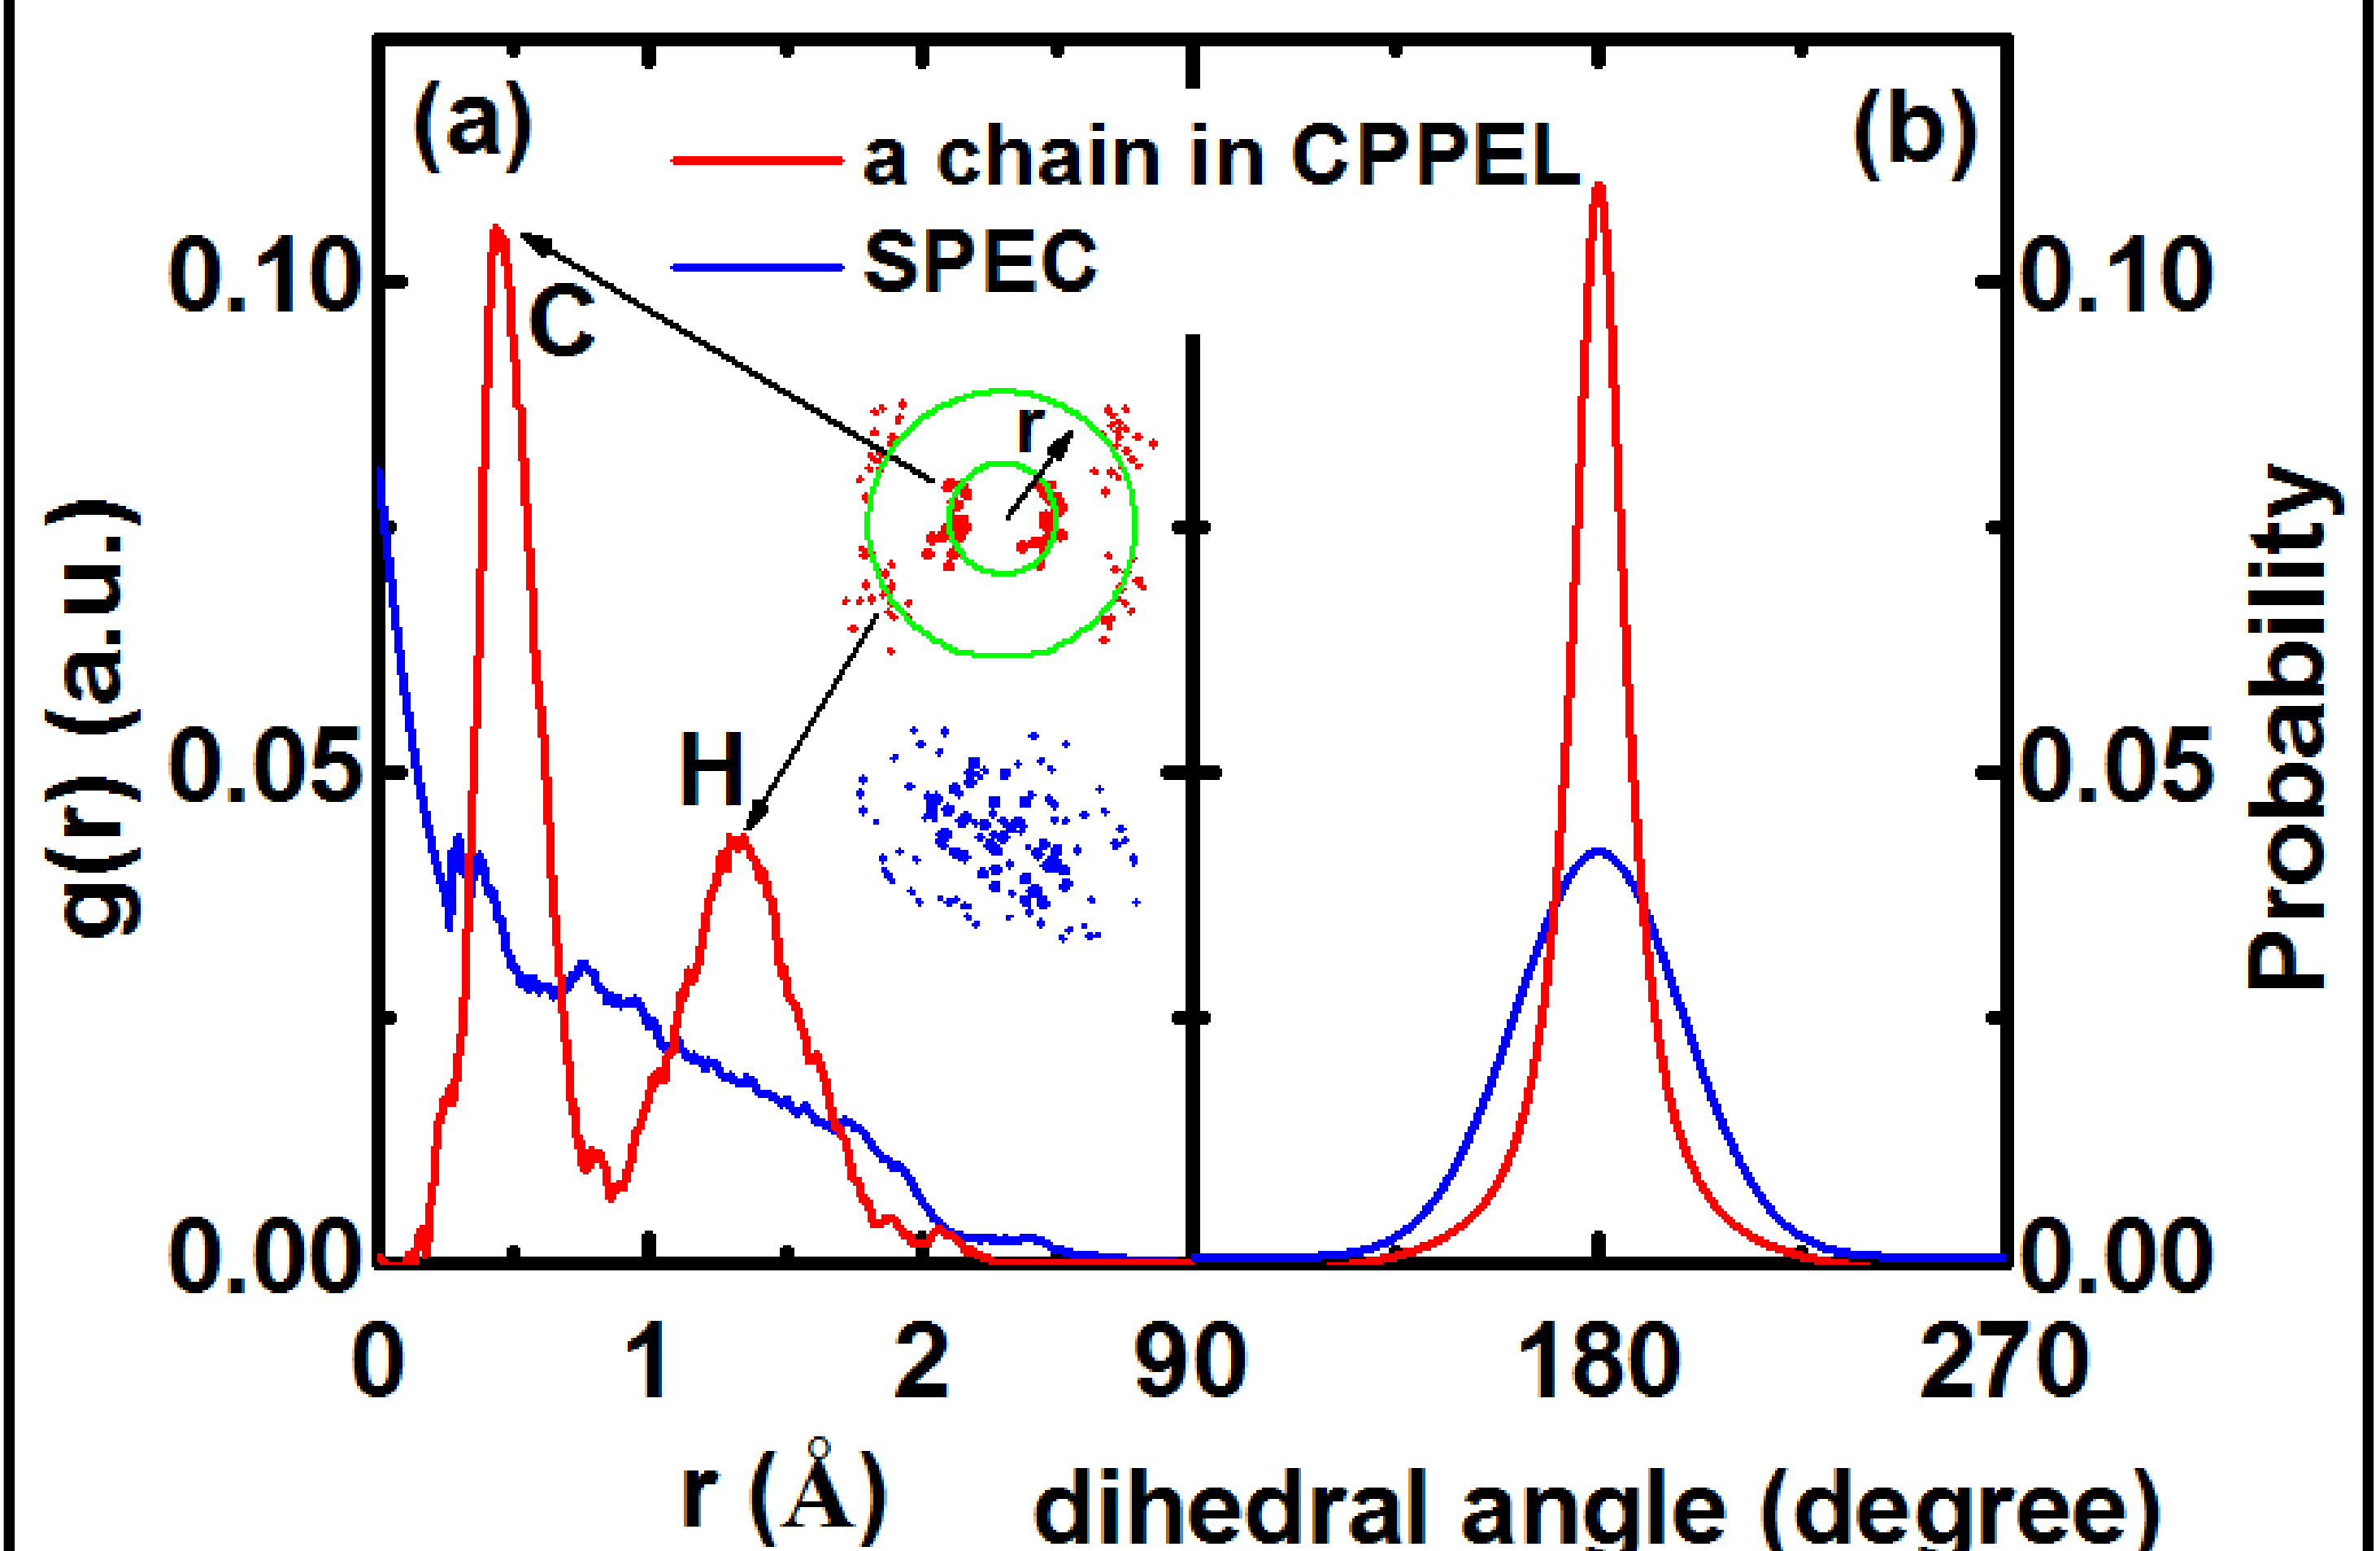 (a)
(b)
a chain in CPPEL
SPEC
C
r
H
0.10
0.05
0.00
g(r) (a.u.)
0.10
0.05
0.00
Probability
0 1 2 90 180 270
r (Å)
dihedral angle (degree)